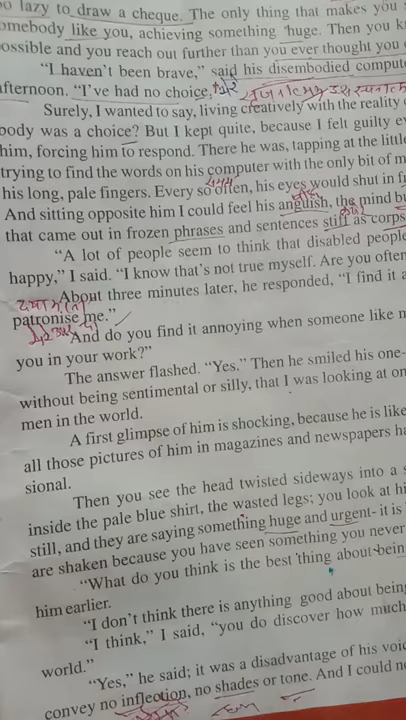 lazy to draw a cheque. The only thing that makes you
omebody like you, achieving something huge. Then you
ossible and you reach out further than you ever thought you
"I haven't been brave," said his disembodied comput
afternoon. "I've had no choice."
Surely, I wanted to say, living creatively with the reality
body was a choice? But I kept quite, because I felt guilty
him, forcing him to respond. There he was, tapping at the little
trying to find the words on his computer with the only bit of m
his long, pale fingers. Every so often, his eyes would shut in
And sitting opposite him I could feel his anguish, the mind
that came out in frozen phrases and sentences stiff as corps
"A lot of people seem to think that disabled people
happy," I said. "I know that's not true myself. Are you often
About three minutes later, he responded, "I find it a
patronise me."
"And do you find it annoying when someone like m
you in your work?"
The answer flashed. "Yes." Then he smiled his one-
without being sentimental or silly, that I was looking at on
men in the world.
A first glimpse of him is shocking, because he is like
all those pictures of him in magazines and newspapers ha
sional.
Then you see the head twisted sideways into a s
inside the pale blue shirt, the wasted legs; you look at hi
still, and they are saying something huge and urgent- it is
are shaken because you have seen something you never
"What do you think is the best thing about bein
him earlier.
"I don't think there is anything good about being
"I think," I said, "you do discover how much
world."
"Yes," he said; it was a disadvantage of his voic
convey no inflection, no shades or tone. And I could n